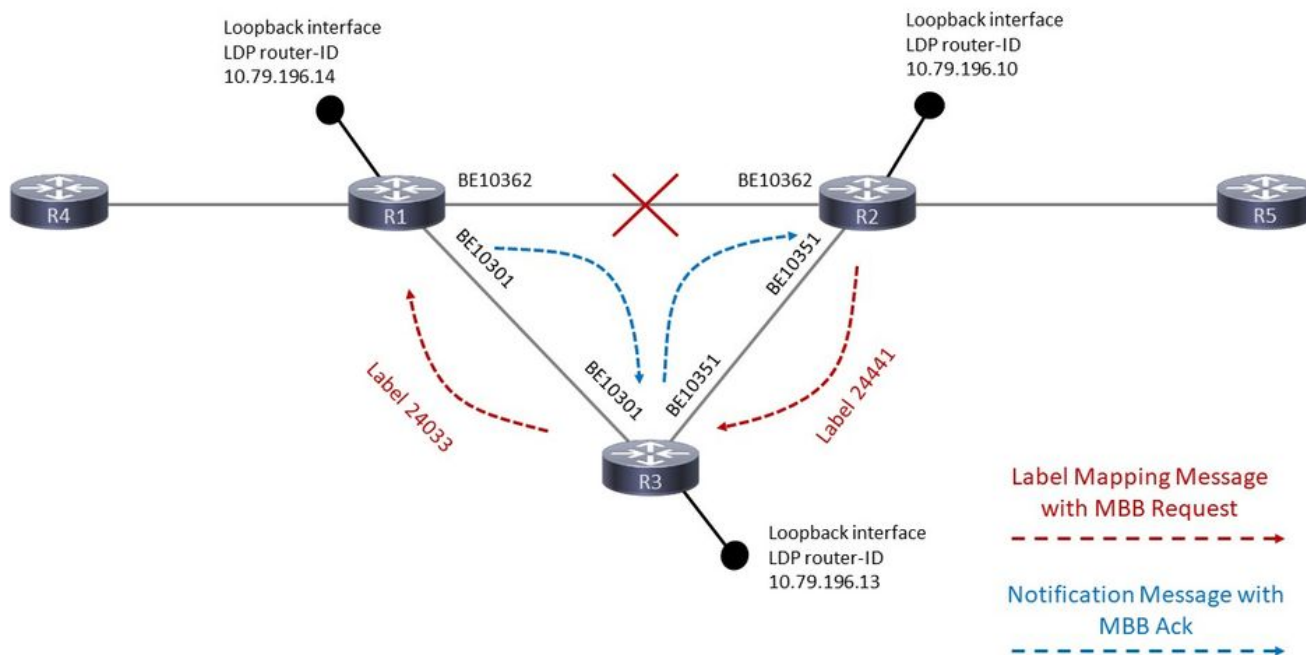 Loopback interface
LDP router-ID
10.79.196.14
Loopback interface
LDP router-ID
10.79.196.10
BE10362
BE10362
R4
R1
R2
R5
BE10301
BE10351
Label 24033
BE10301
BE10351
Label 24441
R3
Loopback interface
LDP router-ID
10.79.196.13
Label Mapping Message
with MBB Request
Notification Message with
MBB Ack